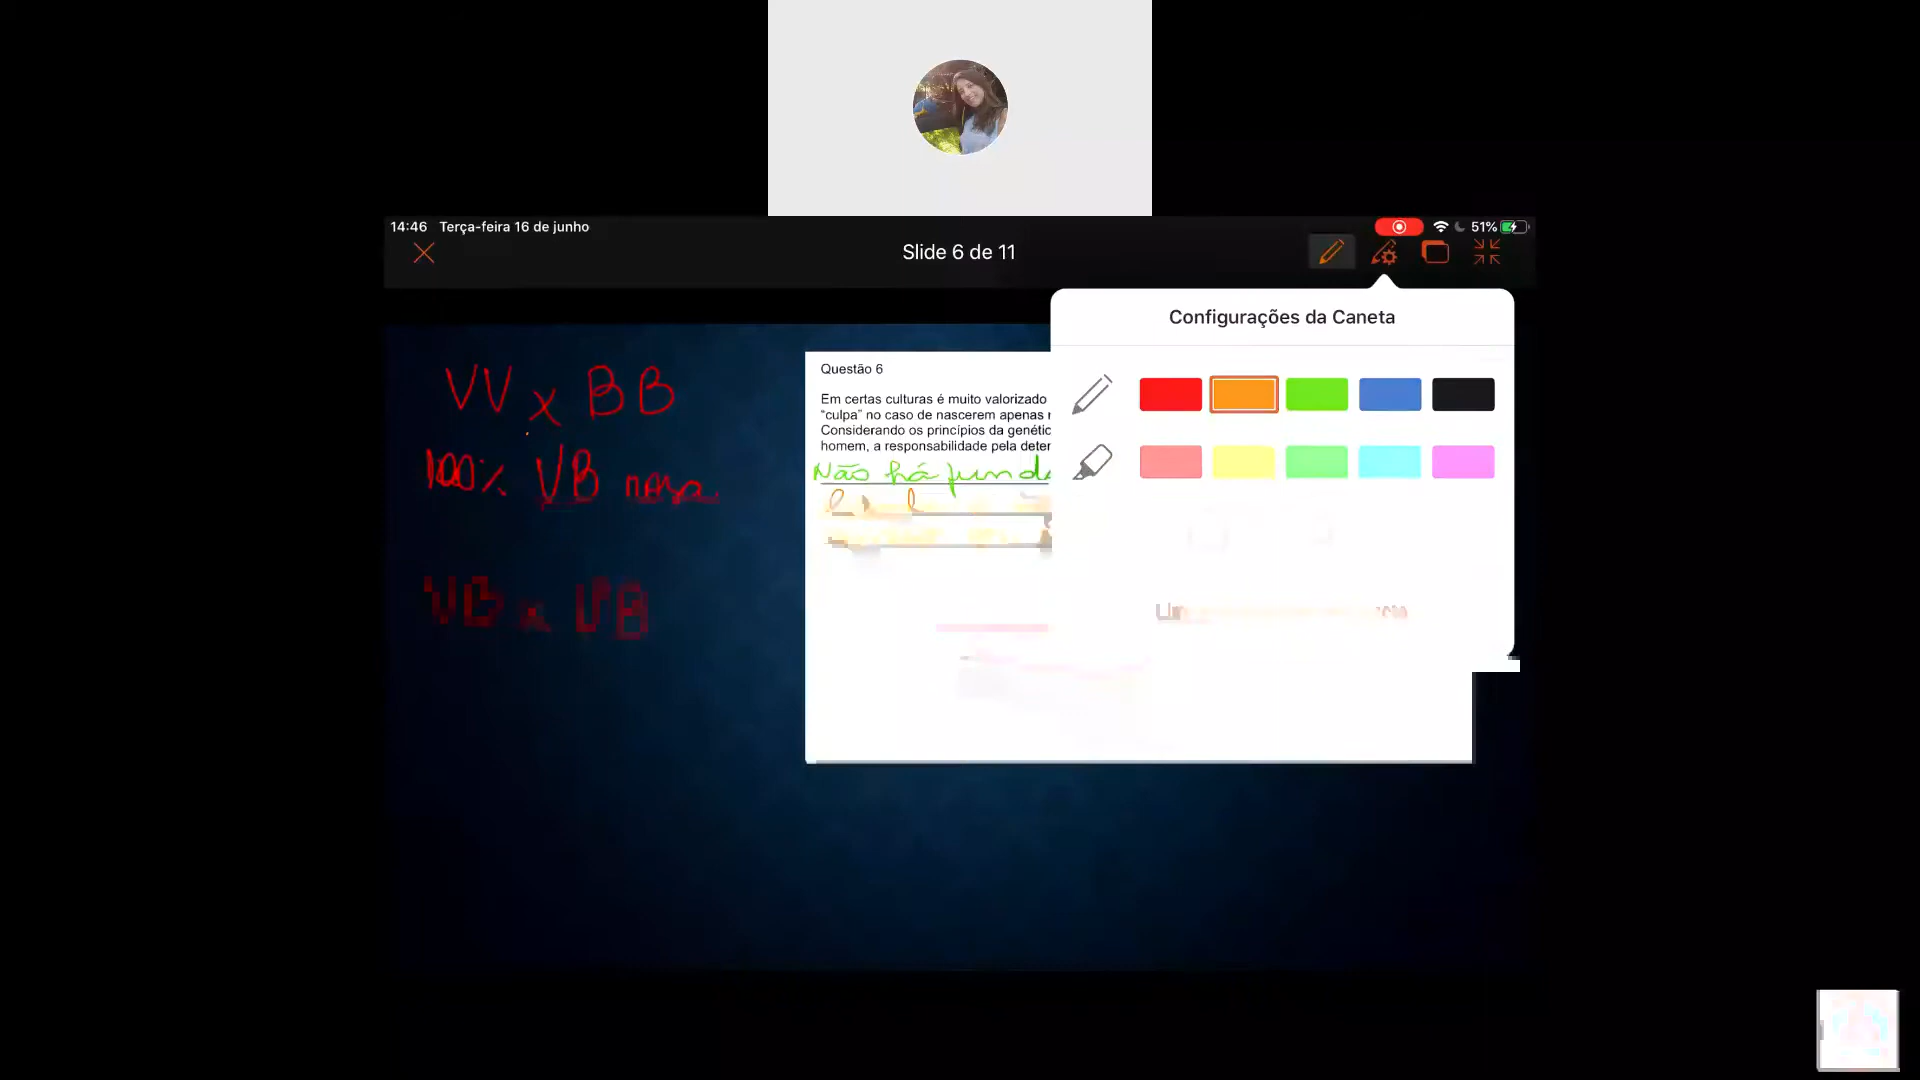 14:46 Terça-feira 16 de junho
51%
Slide 6 de 11
Configurações da Caneta
VV x BB
100% VB rosa
VB x VB
Questão 6
Em certas culturas é muito valorizado
“culpa” no caso de nascerem apenas
Considerando os princípios da genétic
homem, a responsabilidade pela deter
Não há funda